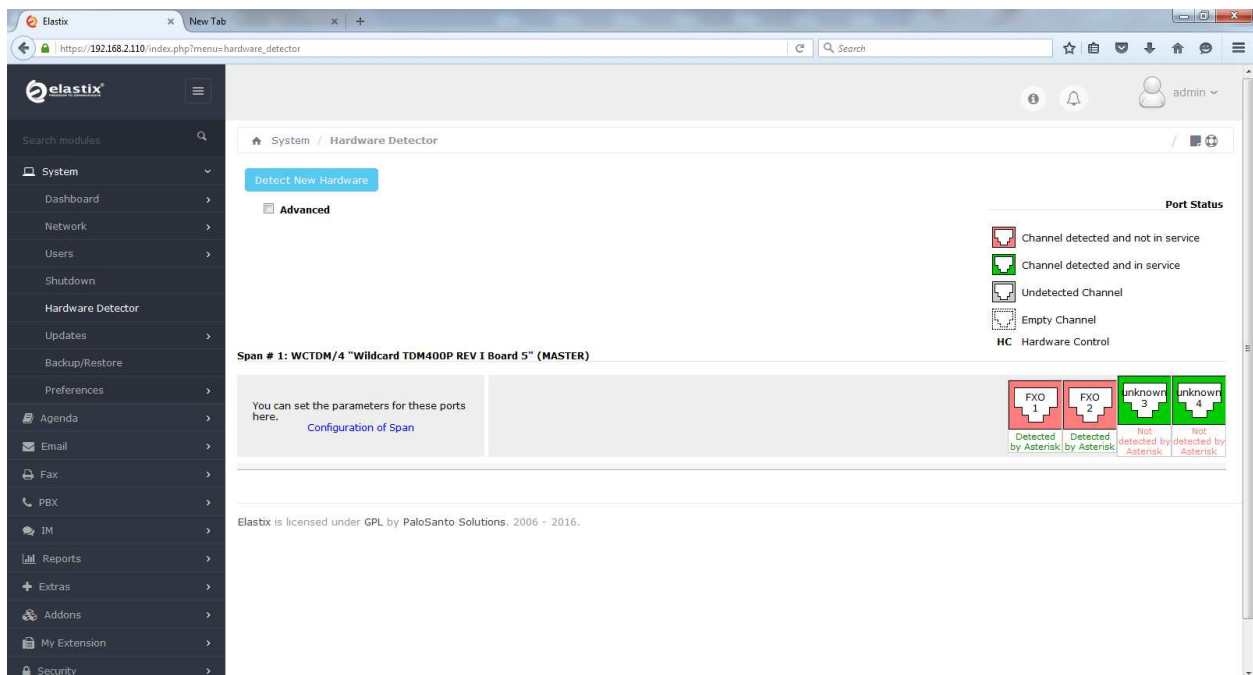 Elastix
New Tab
https://192.168.2.110/index.php?menu=hardware_detector
Search
elastix
admin
Search modules
System / Hardware Detector
System
Detect New Hardware
Dashboard
Advanced
Port Status
Network
Channel detected and not in service
Users
Channel detected and in service
Shutdown
Undetected Channel
Hardware Detector
Empty Channel
Updates
HC Hardware Control
Span # 1: WCTDM/4 "Wildcard TDM400P REV I Board 5" (MASTER)
Backup/Restore
Preferences
You can set the parameters for these ports
here.
Configuration of Span
FXO
1
Detected
by Asterisk
FXO
2
Detected
by Asterisk
unknown
3
Not
detected by
Asterisk
unknown
4
Not
detected by
Asterisk
Agenda
Email
Fax
PBX
Elastix is licensed under GPL by PaloSanto Solutions. 2006 - 2016.
IM
Reports
Extras
Addons
My Extension
Security